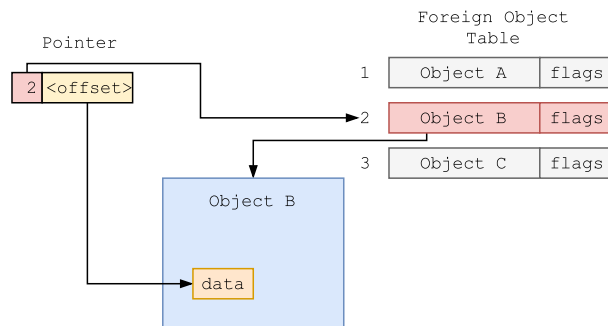 Foreign Object
Table
Pointer
1 Object A flags
2 <offset>
2 Object B flags
3 Object C flags
Object B
data